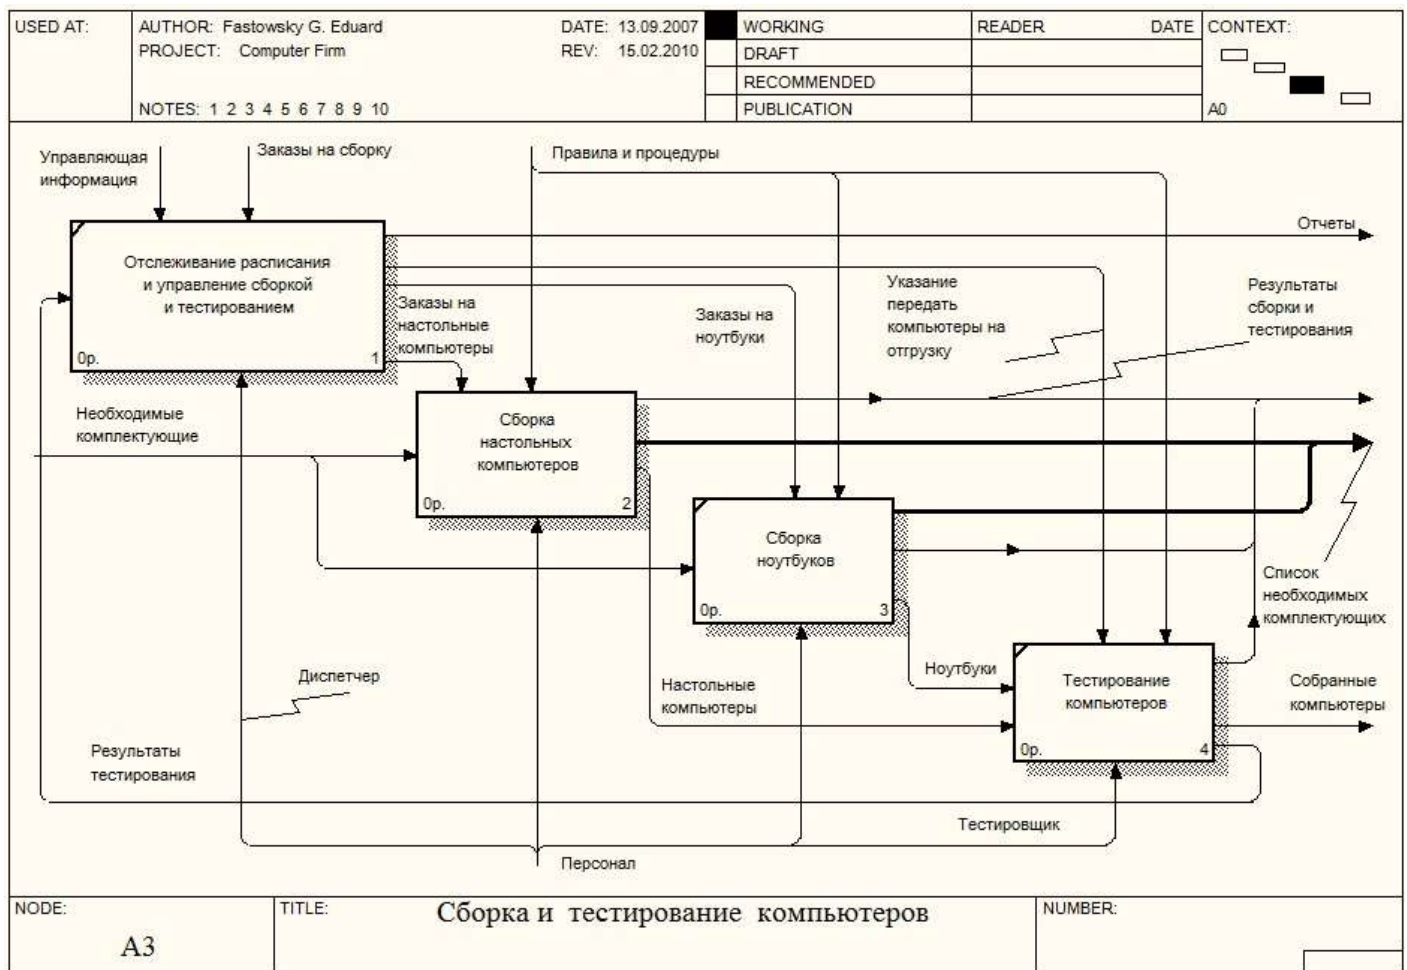 USED AT:
AUTHOR: Fastowsky G. Eduard
DATE: 13.09.2007
PROJECT: Computer Firm
REV: 15.02.2010
NOTES: 1 2 3 4 5 6 7 8 9 10
WORKING
DRAFT
RECOMMENDED
PUBLICATION
READER
DATE
CONTEXT:
A0
Управляющая
информация
Заказы на сборку
Правила и процедуры
Отчеты
Отслеживание расписания
и управление сборкой
и тестированием
0р.
1
Заказы на
настольные
компьютеры
Заказы на
ноутбуки
Указание
передать
компьютеры на
отгрузку
Результаты
сборки и
тестирования
Необходимые
комплектующие
Сборка
настольных
компьютеров
0р.
2
Сборка
ноутбуков
0р.
3
Список
необходимых
комплектующих
Диспетчер
Настольные
компьютеры
Ноутбуки
Тестирование
компьютеров
0р.
4
Собранные
компьютеры
Результаты
тестирования
Тестировщик
Персонал
NODE:
A3
TITLE:
Сборка и тестирование компьютеров
NUMBER: